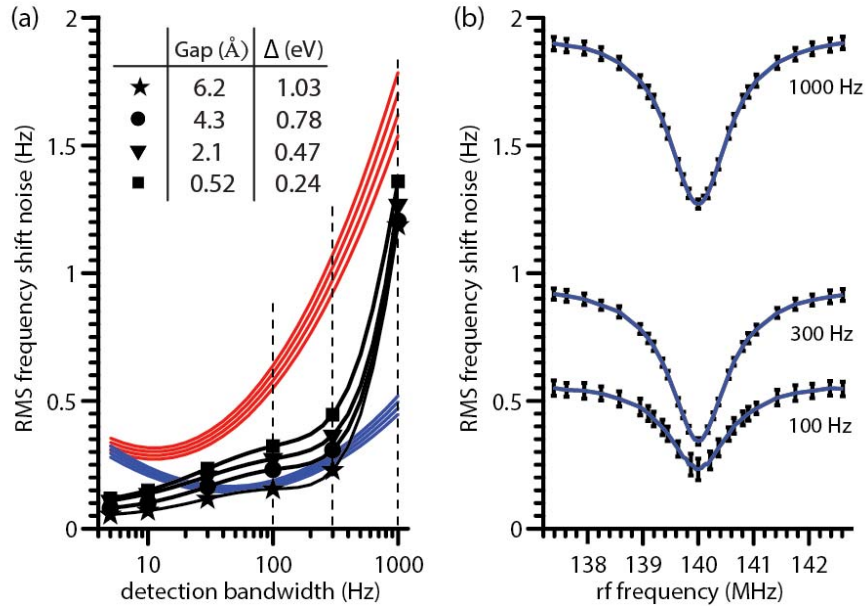 (a)
RMS frequency shift noise (Hz)
2
1.5
1
0.5
0
Gap (Å) Δ (eV)
★ 6.2 1.03
● 4.3 0.78
▼ 2.1 0.47
■ 0.52 0.24
10 100 1000
detection bandwidth (Hz)
(b)
RMS frequency shift noise (Hz)
2
1.5
1
0.5
0
1000 Hz
300 Hz
100 Hz
138 139 140 141 142
rf frequency (MHz)